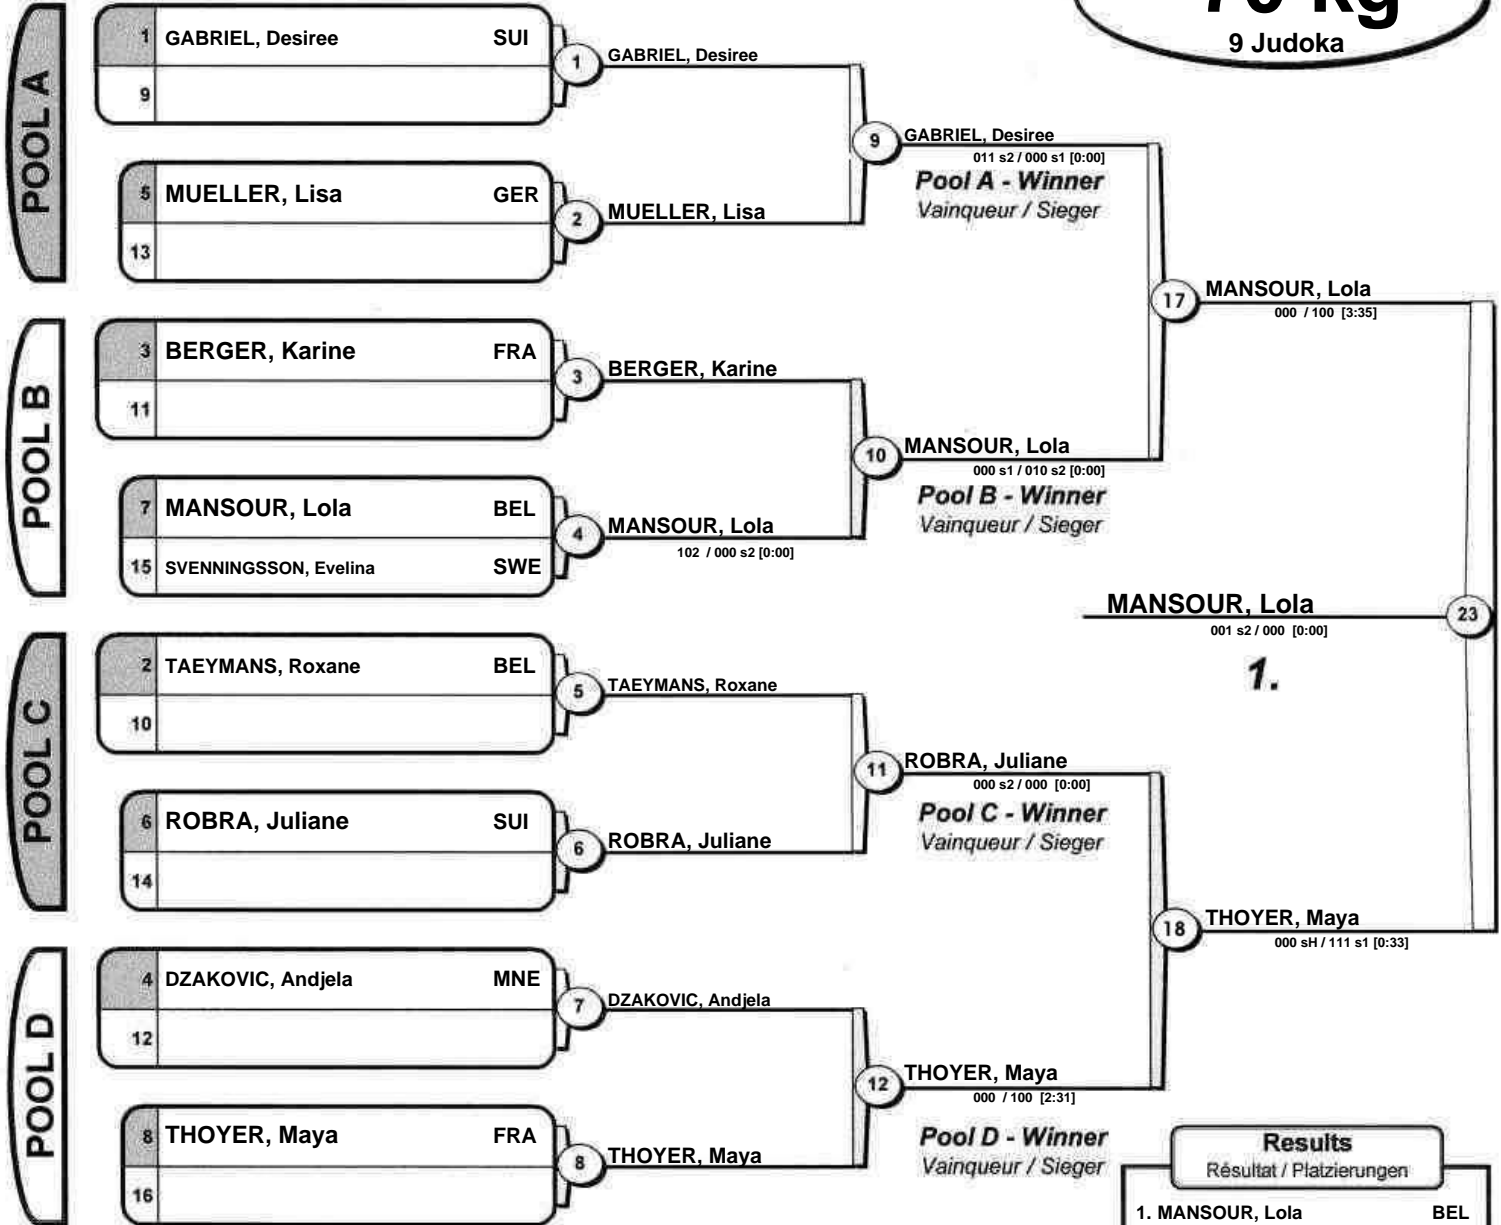 70 kg
9 Judoka
POOL A
1 GABRIEL, Desiree SUI
9
1
GABRIEL, Desiree
5 MUELLER, Lisa GER
13
2
MUELLER, Lisa
9
GABRIEL, Desiree
011 s2 / 000 s1 [0:00]
Pool A - Winner
Vainqueur / Sieger
POOL B
3 BERGER, Karine FRA
11
3
BERGER, Karine
7 MANSOUR, Lola BEL
15 SVENNINGSSON, Evelina SWE
4
MANSOUR, Lola
102 / 000 s2 [0:00]
10
MANSOUR, Lola
000 s1 / 010 s2 [0:00]
Pool B - Winner
Vainqueur / Sieger
17
MANSOUR, Lola
000 / 100 [3:35]
MANSOUR, Lola
001 s2 / 000 [0:00]
1.
23
POOL C
2 TAEYMANS, Roxane BEL
10
5
TAEYMANS, Roxane
6 ROBRA, Juliane SUI
14
6
ROBRA, Juliane
11
ROBRA, Juliane
000 s2 / 000 [0:00]
Pool C - Winner
Vainqueur / Sieger
POOL D
4 DZAKOVIC, Andjela MNE
12
7
DZAKOVIC, Andjela
8 THOYER, Maya FRA
16
8
THOYER, Maya
12
THOYER, Maya
000 / 100 [2:31]
Pool D - Winner
Vainqueur / Sieger
18
THOYER, Maya
000 sH / 111 s1 [0:33]
Results
Résultat / Platzierungen
1. MANSOUR, Lola BEL